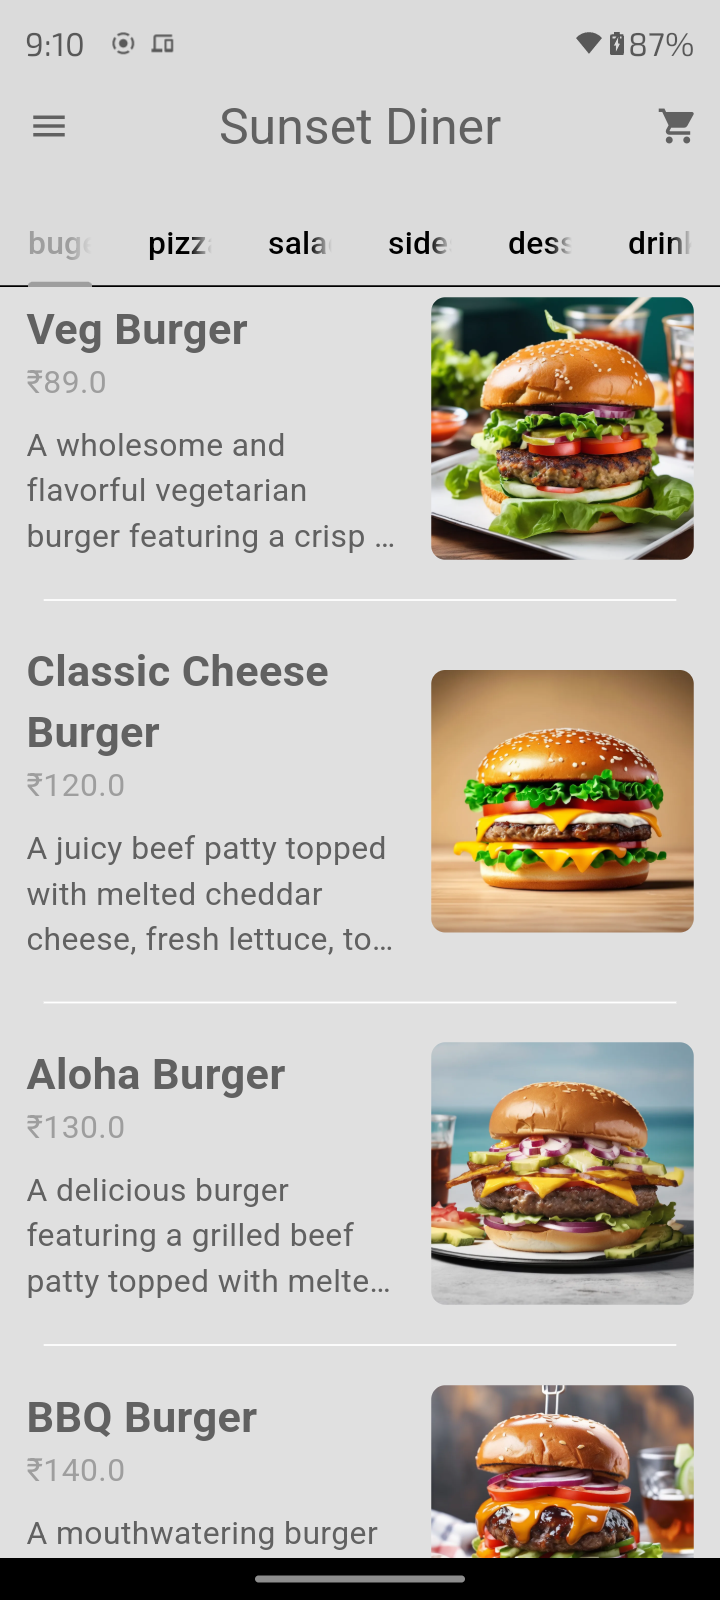 9:10
87%
Sunset Diner
buge pizz sala side dess drink
Veg Burger
₹89.0
A wholesome and
flavorful vegetarian
burger featuring a crisp ...
Classic Cheese
Burger
₹120.0
A juicy beef patty topped
with melted cheddar
cheese, fresh lettuce, to...
Aloha Burger
₹130.0
A delicious burger
featuring a grilled beef
patty topped with melte...
BBQ Burger
₹140.0
A mouthwatering burger